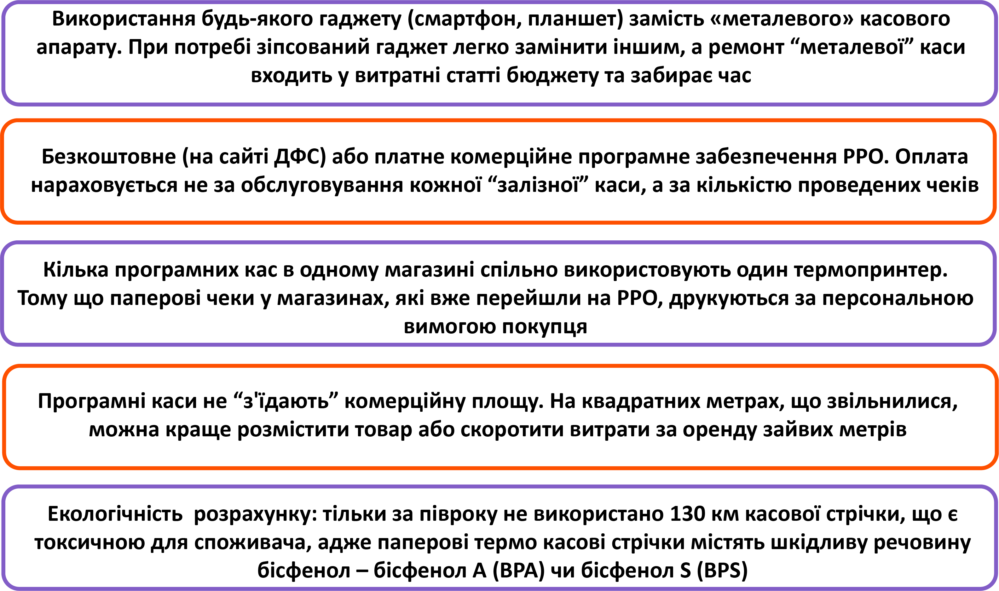 Використання будь-якого гаджету (смартфон, планшет) замість «металевого» касового
апарату. При потребі зіпсований гаджет легко замінити іншим, а ремонт “металевої” каси
входить у витратні статті бюджету та забирає час
Безкоштовне (на сайті ДФС) або платне комерційне програмне забезпечення РРО. Оплата
нараховується не за обслуговування кожної “залізної” каси, а за кількістю проведених чеків
Кілька програмних кас в одному магазині спільно використовують один термопринтер.
Тому що паперові чеки у магазинах, які вже перейшли на РРО, друкуються за персональною
вимогою покупця
Програмні каси не “з'їдають” комерційну площу. На квадратних метрах, що звільнилися,
можна краще розмістити товар або скоротити витрати за оренду зайвих метрів
Екологічність  розрахунку: тільки за півроку не використано 130 км касової стрічки, що є
токсичною для споживача, адже паперові термо касові стрічки містять шкідливу речовину
бісфенол – бісфенол А (BPA) чи бісфенол S (BPS)